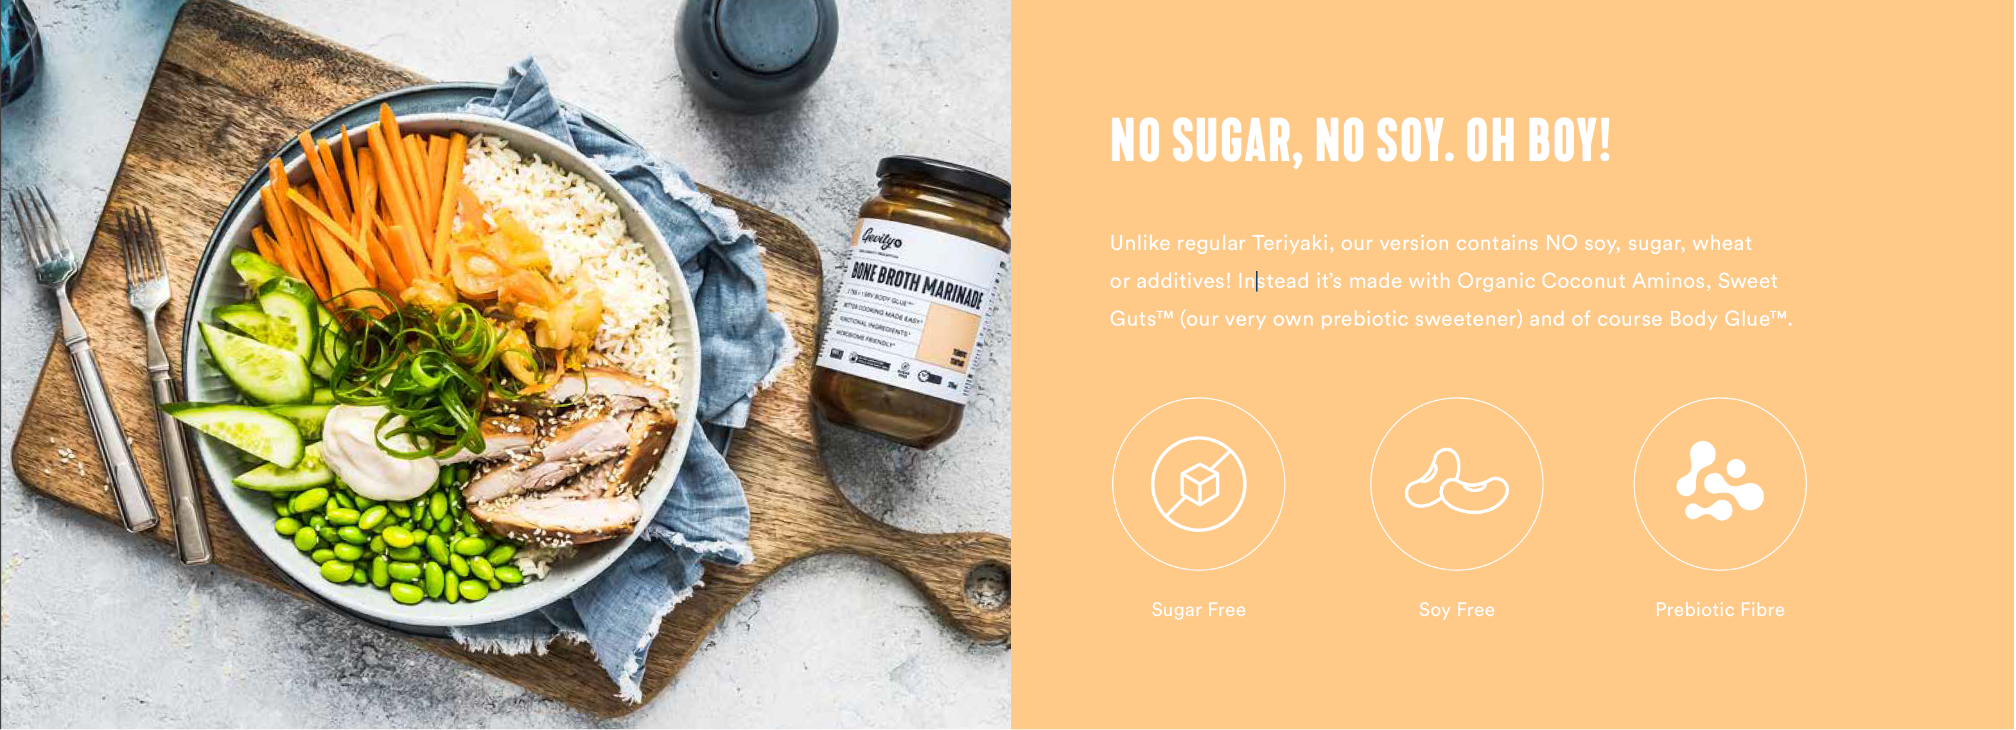 Gevity
BONE BROTH MARINADE
BETTER COOKING MADE EASY
FUNCTIONAL INGREDIENTS
MICROBIOME FRIENDLY
NO SUGAR, NO SOY. OH BOY!
Unlike regular Teriyaki, our version contains NO soy, sugar, wheat
or additives! Instead it’s made with Organic Coconut Aminos, Sweet
Guts™ (our very own prebiotic sweetener) and of course Body Glue™.
Sugar Free
Soy Free
Prebiotic Fibre